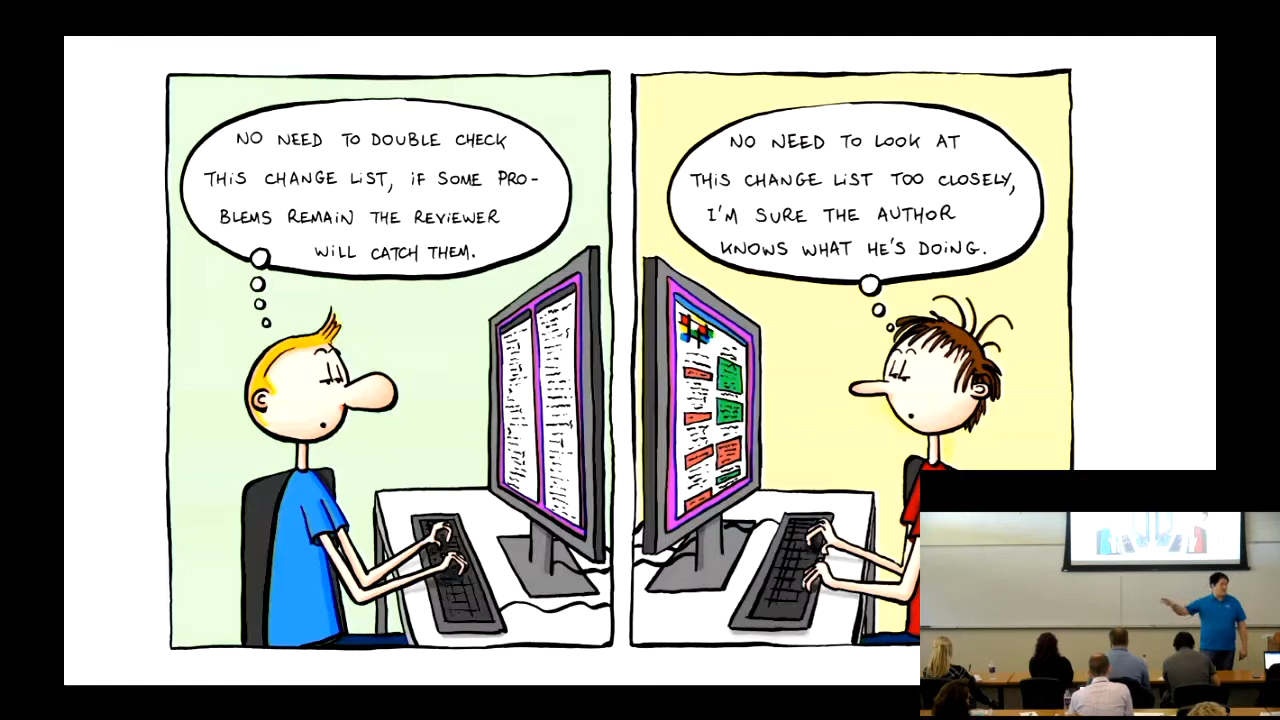 NO NEED TO DOUBLE CHECK
THIS CHANGE LIST, IF SOME PRO-
BLEMS REMAIN THE REVIEWER
WILL CATCH THEM.
NO NEED TO LOOK AT
THIS CHANGE LIST TOO CLOSELY,
I'M SURE THE AUTHOR
KNOWS WHAT HE'S DOING.